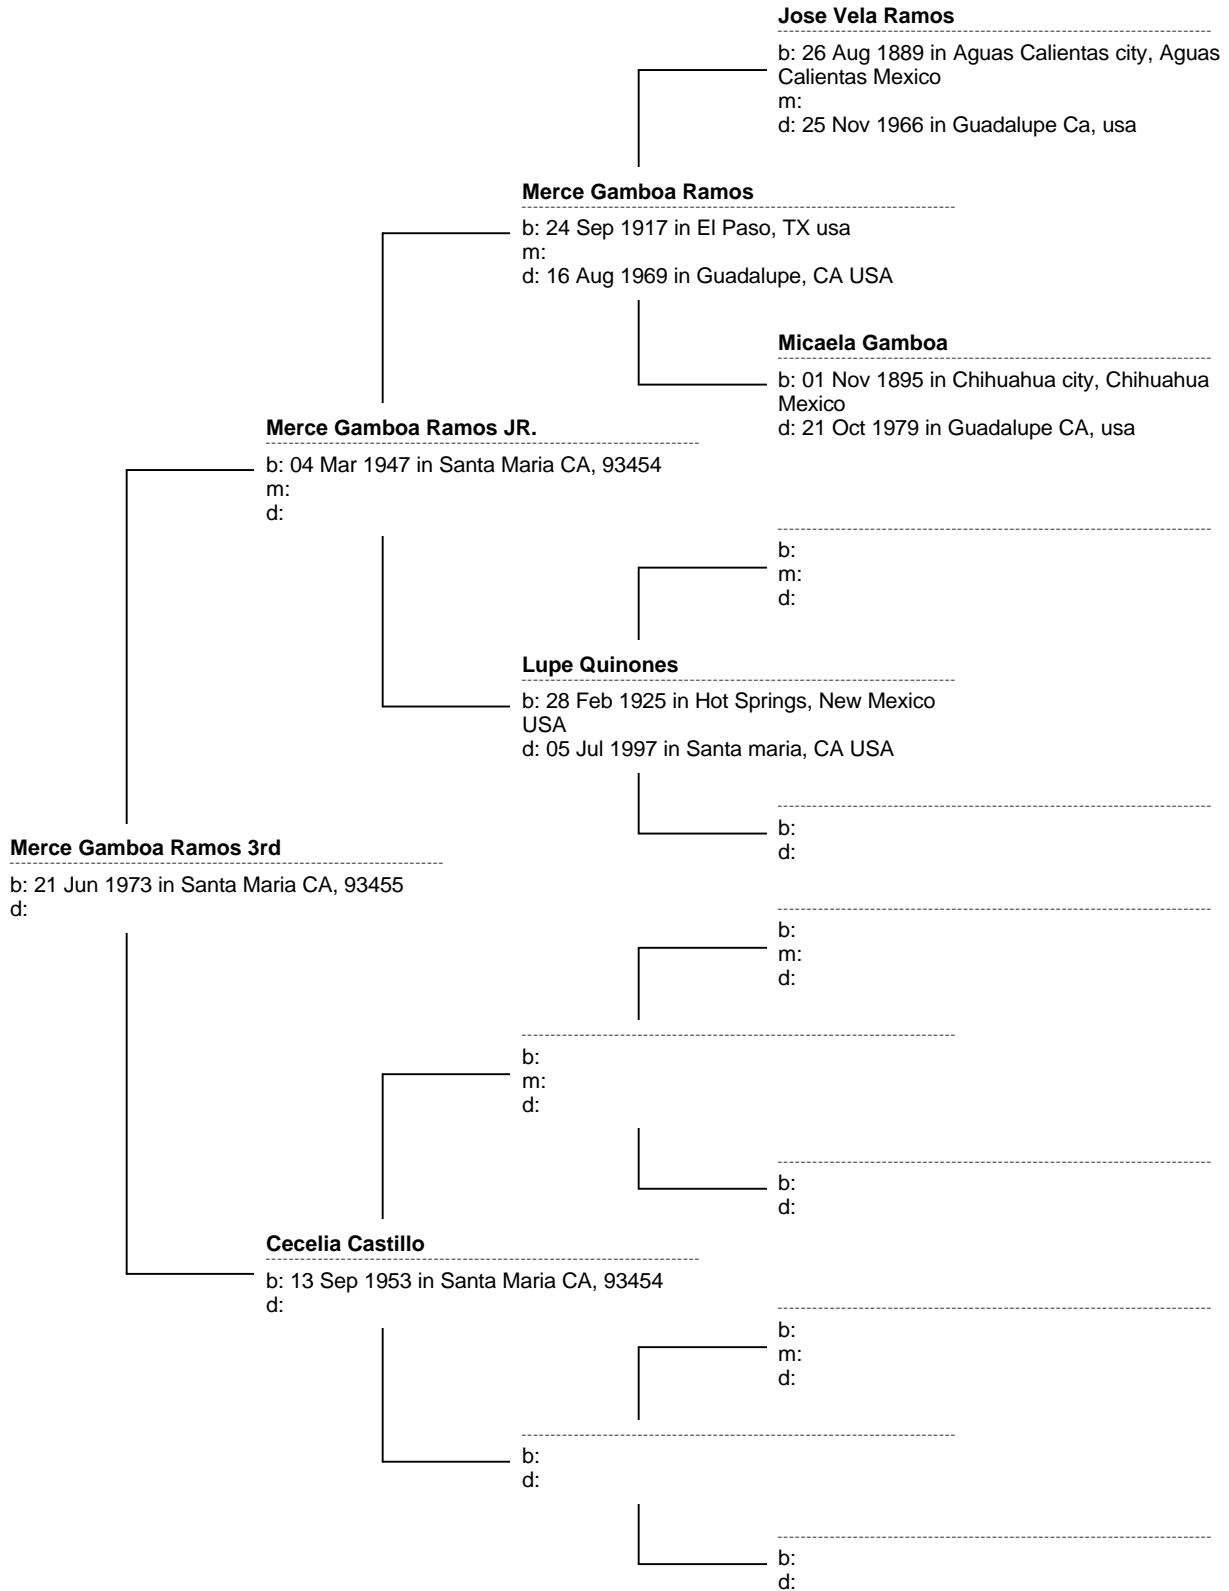 Jose Vela Ramos
b: 26 Aug 1889 in Aguas Calientas city, Aguas
Calientas Mexico
m:
d: 25 Nov 1966 in Guadalupe Ca, usa
Merce Gamboa Ramos
b: 24 Sep 1917 in El Paso, TX usa
m:
d: 16 Aug 1969 in Guadalupe, CA USA
Micaela Gamboa
b: 01 Nov 1895 in Chihuahua city, Chihuahua
Mexico
d: 21 Oct 1979 in Guadalupe CA, usa
Merce Gamboa Ramos JR.
b: 04 Mar 1947 in Santa Maria CA, 93454
m:
d:
b:
m:
d:
Lupe Quinones
b: 28 Feb 1925 in Hot Springs, New Mexico
USA
d: 05 Jul 1997 in Santa maria, CA USA
b:
d:
Merce Gamboa Ramos 3rd
b: 21 Jun 1973 in Santa Maria CA, 93455
d:
b:
m:
d:
b:
m:
d:
b:
d:
Cecelia Castillo
b: 13 Sep 1953 in Santa Maria CA, 93454
d:
b:
m:
d:
b:
d:
b:
d: